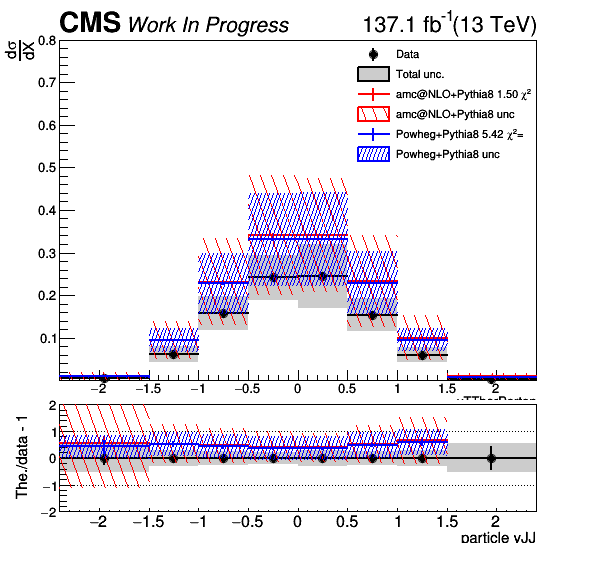 CMS Work In Progress 137.1 fb⁻¹(13 TeV)
dσ
dX
0.8
0.7
0.6
0.5
0.4
0.3
0.2
0.1
Data
Total unc.
amc@NLO+Pythia8 1.50 χ²
amc@NLO+Pythia8 unc
Powheg+Pythia8 5.42 χ²=
Powheg+Pythia8 unc
−2 −1.5 −1 −0.5 0 0.5 1 1.5 2
The./data - 1
2
1
0
−1
−2
−2 −1.5 −1 −0.5 0 0.5 1 1.5 2
particle yJJ